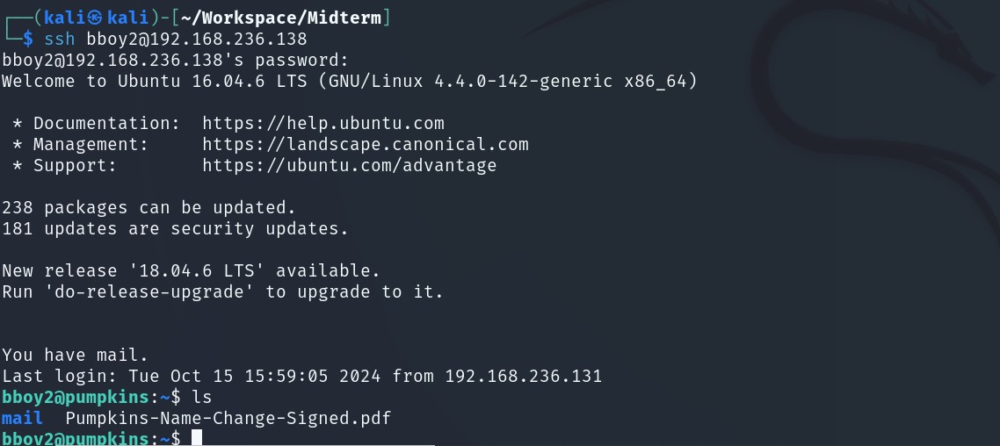 ┌──(kali㉿kali)-[~/Workspace/Midterm]
└─$ ssh bboy2@192.168.236.138
bboy2@192.168.236.138's password:
Welcome to Ubuntu 16.04.6 LTS (GNU/Linux 4.4.0-142-generic x86_64)
* Documentation:  https://help.ubuntu.com
* Management:     https://landscape.canonical.com
* Support:        https://ubuntu.com/advantage
238 packages can be updated.
181 updates are security updates.
New release '18.04.6 LTS' available.
Run 'do-release-upgrade' to upgrade to it.
You have mail.
Last login: Tue Oct 15 15:59:05 2024 from 192.168.236.131
bboy2@pumpkins:~$ ls
mail  Pumpkins-Name-Change-Signed.pdf
bboy2@pumpkins:~$